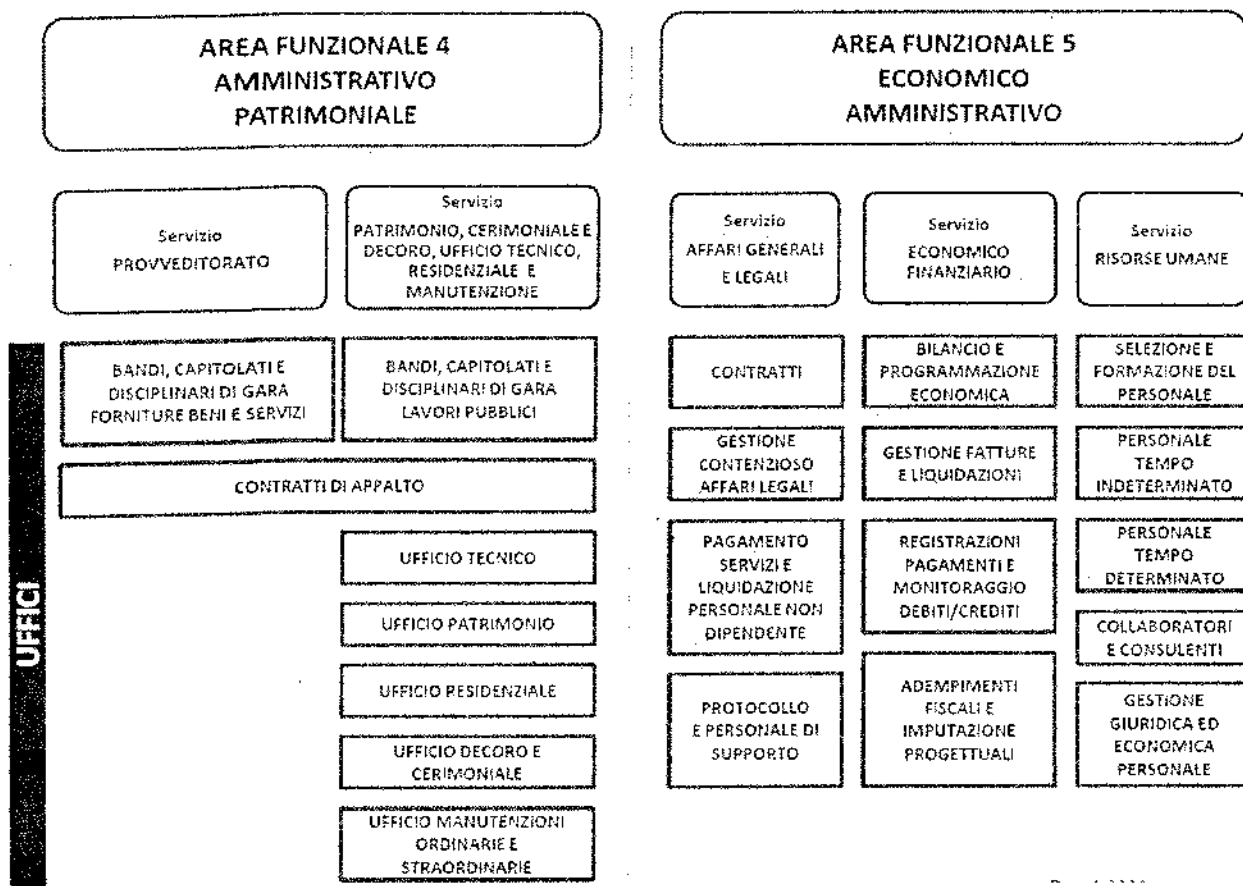 AREA FUNZIONALE 4
AMMINISTRATIVO
PATRIMONIALE
AREA FUNZIONALE 5
ECONOMICO
AMMINISTRATIVO
Servizio
PROVVEDITORATO
Servizio
PATRIMONIO, CERIMONIALE E
DECORO, UFFICIO TECNICO,
RESIDENZIALE E
MANUTENZIONE
Servizio
AFFARI GENERALI
E LEGALI
Servizio
ECONOMICO
FINANZIARIO
Servizio
RISORSE UMANE
UFFICI
BANDI, CAPITOLATI E
DISCIPLINARI DI GARA
FORNITURE BENI E SERVIZI
BANDI, CAPITOLATI E
DISCIPLINARI DI GARA
LAVORI PUBBLICI
CONTRATTI DI APPALTO
UFFICIO TECNICO
UFFICIO PATRIMONIO
UFFICIO RESIDENZIALE
UFFICIO DECORO E
CERIMONIALE
UFFICIO MANUTENZIONI
ORDINARIE E
STRAORDINARIE
CONTRATTI
GESTIONE
CONTENZIOSO
AFFARI LEGALI
PAGAMENTO
SERVIZI E
LIQUIDAZIONE
PERSONALE NON
DIPENDENTE
PROTOCOLLO
E PERSONALE DI
SUPPORTO
BILANCIO E
PROGRAMMAZIONE
ECONOMICA
GESTIONE FATTURE
E LIQUIDAZIONI
REGISTRAZIONI
PAGAMENTI E
MONITORAGGIO
DEBITI/CREDITI
ADEMPIMENTI
FISCALI E
IMPUTAZIONE
PROGETTUALI
SELEZIONE E
FORMAZIONE DEL
PERSONALE
PERSONALE
TEMPO
INDETERMINATO
PERSONALE
TEMPO
DETERMINATO
COLLABORATORI
E CONSULENTI
GESTIONE
GIURIDICA ED
ECONOMICA
PERSONALE